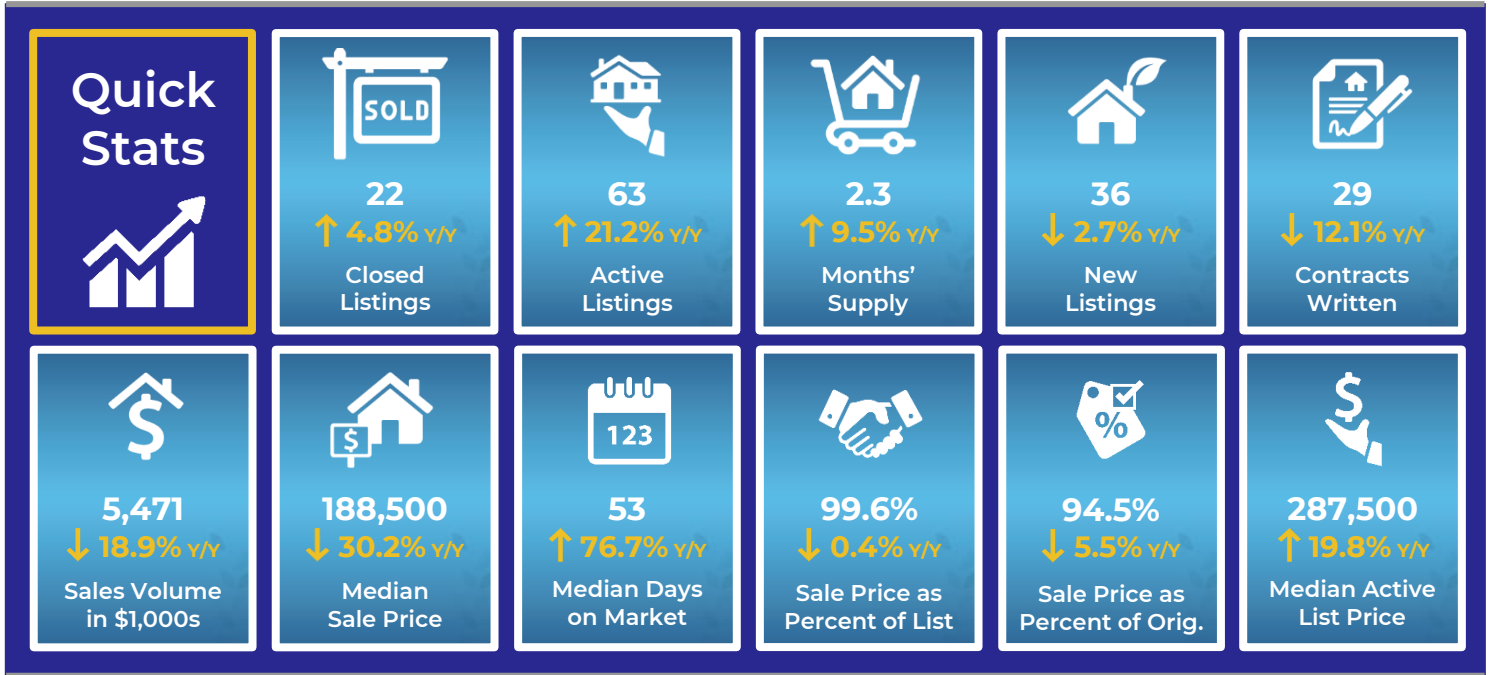 Quick
Stats
SOLD
22
↑ 4.8% Y/Y
Closed
Listings
63
↑ 21.2% Y/Y
Active
Listings
2.3
↑ 9.5% Y/Y
Months’
Supply
36
↓ 2.7% Y/Y
New
Listings
29
↓ 12.1% Y/Y
Contracts
Written
$
5,471
↓ 18.9% Y/Y
Sales Volume
in $1,000s
$
188,500
↓ 30.2% Y/Y
Median
Sale Price
123
53
↑ 76.7% Y/Y
Median Days
on Market
99.6%
↓ 0.4% Y/Y
Sale Price as
Percent of List
%
94.5%
↓ 5.5% Y/Y
Sale Price as
Percent of Orig.
$
287,500
↑ 19.8% Y/Y
Median Active
List Price